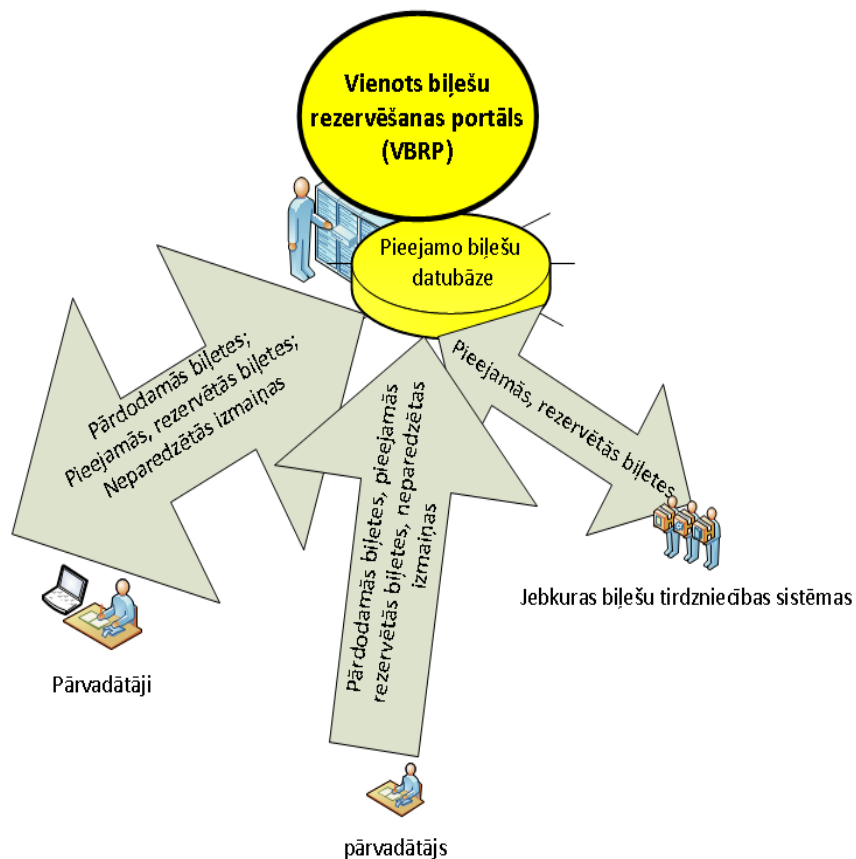 Vienots biļešu
rezervēšanas portāls
(VBRP)
Pieejamo biļešu
datubāze
Pārdodamās biļetes;
Pieejamās, rezervētās biļetes;
Neparedzētās izmaiņas
Pārdodamās biļetes, pieejamās
rezervētās biļetes, neparedzētas
izmaiņas
Pieejamās, rezervētās biļetes
Jebkuras biļešu tirdzniecības sistēmas
Pārvadātāji
pārvadātājs